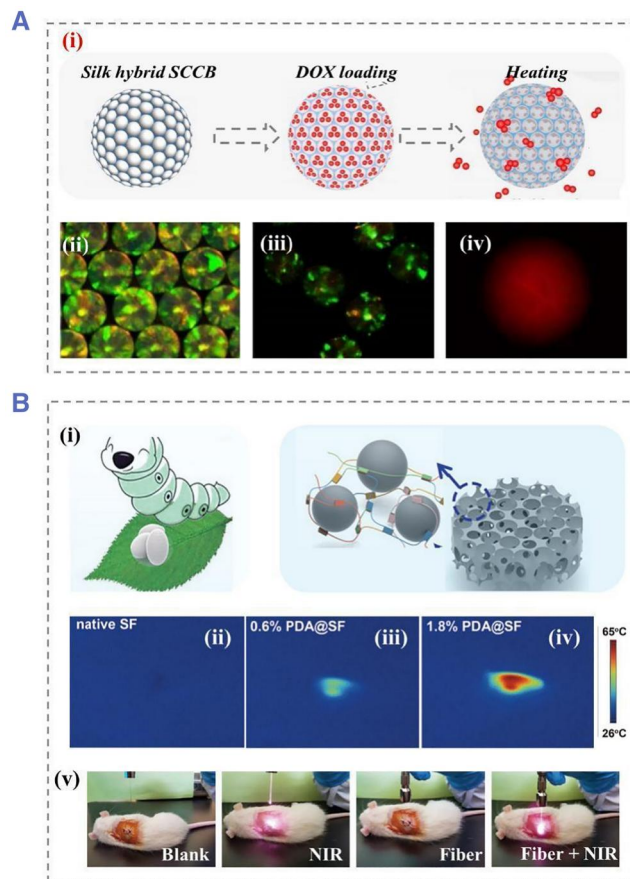 A
(i)
Silk hybrid SCCB
DOX loading
Heating
(ii)
(iii)
(iv)
B
(i)
native SF
(ii)
0.6% PDA@SF
(iii)
1.8% PDA@SF
(iv)
65°C
26°C
(v)
Blank
NIR
Fiber
Fiber + NIR